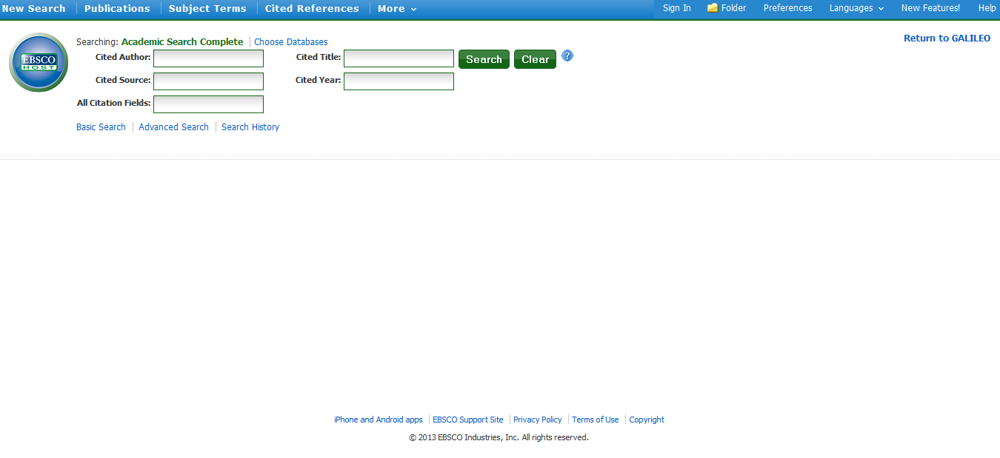 New Search Publications Subject Terms Cited References More Sign In Folder Preferences Languages New Features! Help
Return to GALILEO
EBSCO
HOST
Searching: Academic Search Complete Choose Databases
Cited Author: Cited Title: Search Clear ?
Cited Source: Cited Year:
All Citation Fields:
Basic Search Advanced Search Search History
iPhone and Android apps EBSCO Support Site Privacy Policy Terms of Use Copyright
© 2013 EBSCO Industries, Inc. All rights reserved.